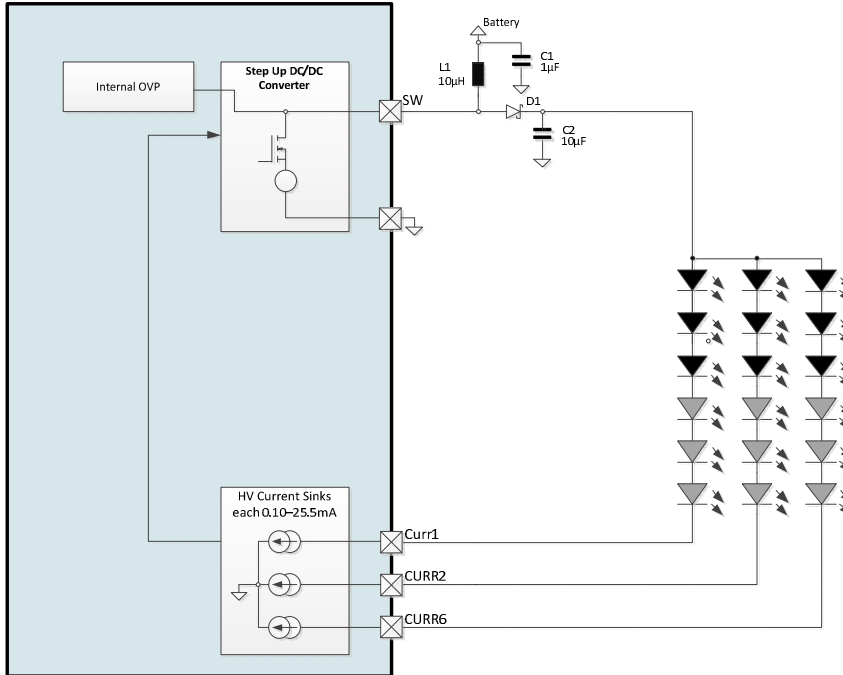 Battery
L1
10µH
C1
1µF
Internal OVP
Step Up DC/DC
Converter
SW
D1
C2
10µF
HV Current Sinks
each 0.10–25.5mA
Curr1
CURR2
CURR6